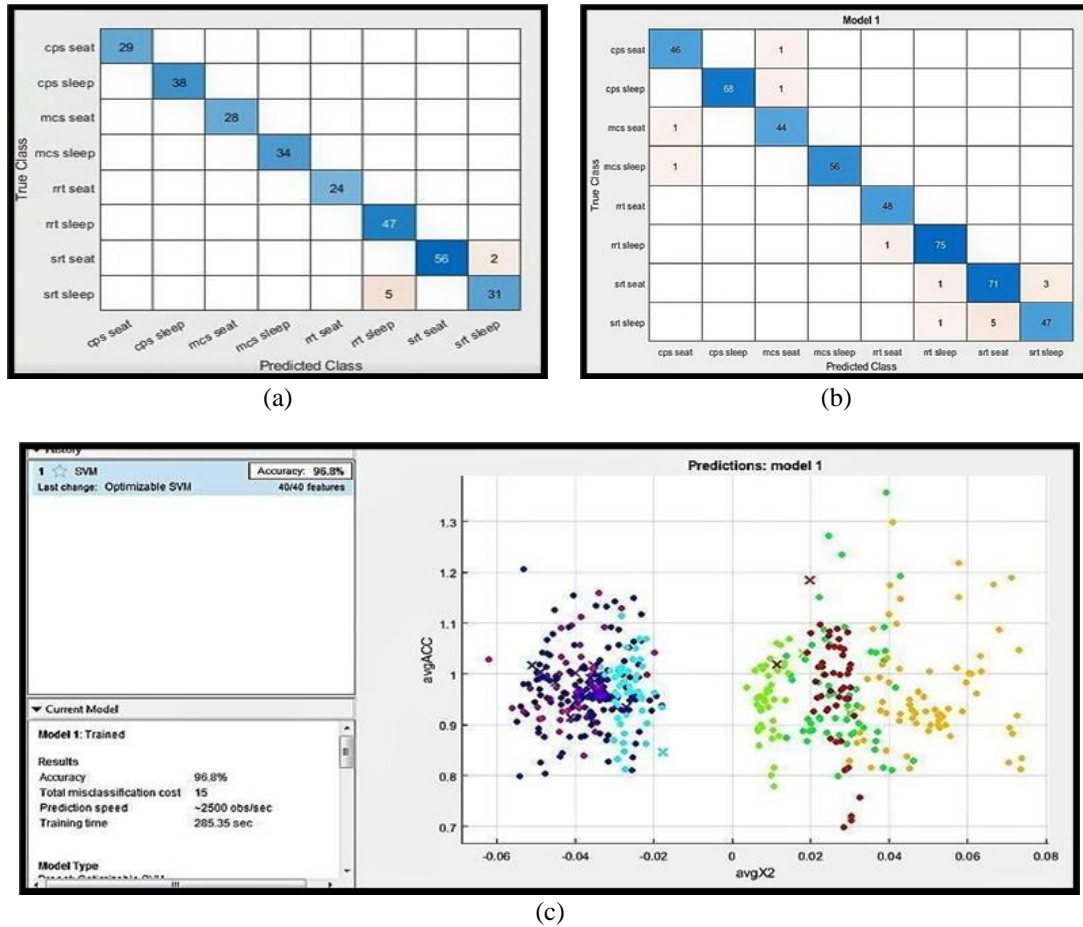 cps seat 29
cps sleep 38
mcs seat 28
mcs sleep 34
rrt seat 24
rrt sleep 47
srt seat 56 2
srt sleep 5 31
True Class
cps seat cps sleep mcs seat mcs sleep rrt seat rrt sleep srt seat srt sleep
Predicted Class
(a)
Model 1
cps seat 46 1
cps sleep 68 1
mcs seat 1 44
mcs sleep 1 56
rrt seat 48
rrt sleep 1 75
srt seat 1 71 3
srt sleep 1 5 47
True Class
cps seat cps sleep mcs seat mcs sleep rrt seat rrt sleep srt seat srt sleep
Predicted Class
(b)
1 SVM Accuracy: 96.8%
Last change: Optimizable SVM 40/40 features
Current Model
Model 1: Trained
Results
Accuracy 96.8%
Total misclassification cost 15
Prediction speed ~2500 obs/sec
Training time 285.35 sec
Model Type
Predictions: model 1
avgACC
1.3
1.2
1.1
1
0.9
0.8
0.7
-0.06 -0.04 -0.02 0 0.02 0.04 0.06 0.08
avgX2
(c)